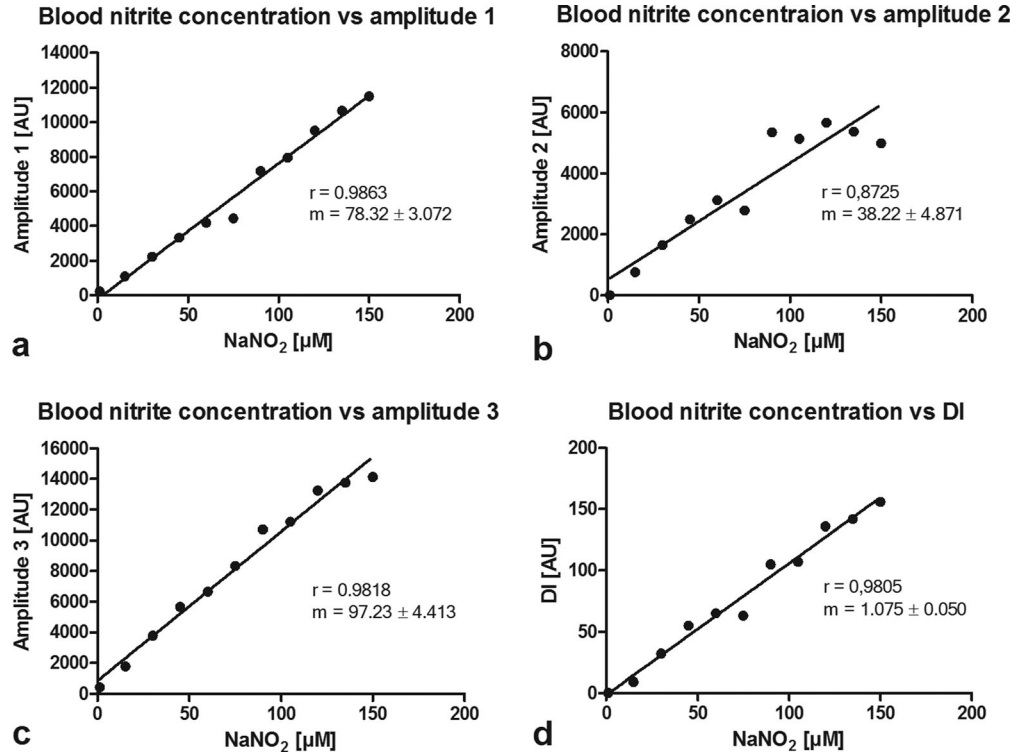 Blood nitrite concentration vs amplitude 1
14000
12000
10000
8000
6000
4000
2000
0
Amplitude 1 [AU]
r = 0.9863
m = 78.32 ± 3.072
0 50 100 150 200
NaNO₂ [µM]
a
Blood nitrite concentraion vs amplitude 2
8000
6000
4000
2000
0
Amplitude 2 [AU]
r = 0,8725
m = 38.22 ± 4.871
0 50 100 150 200
NaNO₂ [µM]
b
Blood nitrite concentration vs amplitude 3
16000
14000
12000
10000
8000
6000
4000
2000
0
Amplitude 3 [AU]
r = 0.9818
m = 97.23 ± 4.413
0 50 100 150 200
NaNO₂ [µM]
c
Blood nitrite concentration vs DI
200
150
100
50
0
DI [AU]
r = 0,9805
m = 1.075 ± 0.050
0 50 100 150 200
NaNO₂ [µM]
d